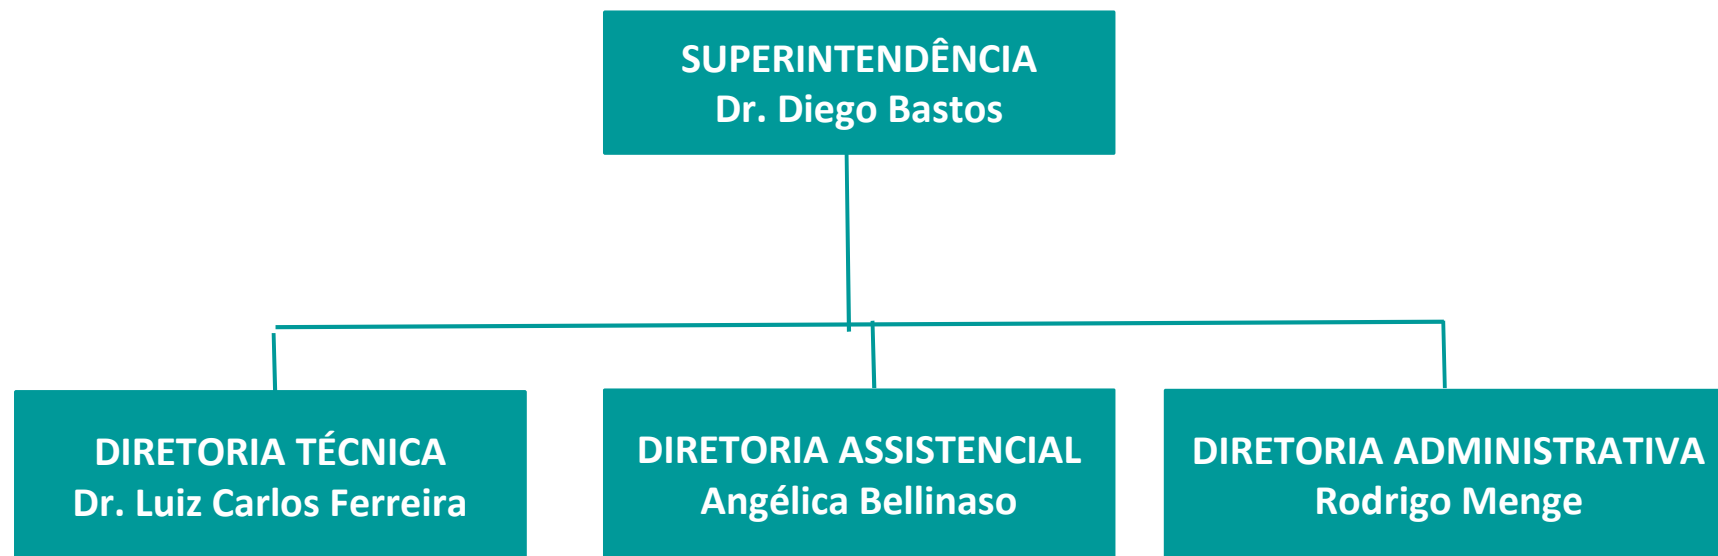 SUPERINTENDÊNCIA
Dr. Diego Bastos
DIRETORIA TÉCNICA
Dr. Luiz Carlos Ferreira
DIRETORIA ASSISTENCIAL
Angélica Bellinaso
DIRETORIA ADMINISTRATIVA
Rodrigo Menge